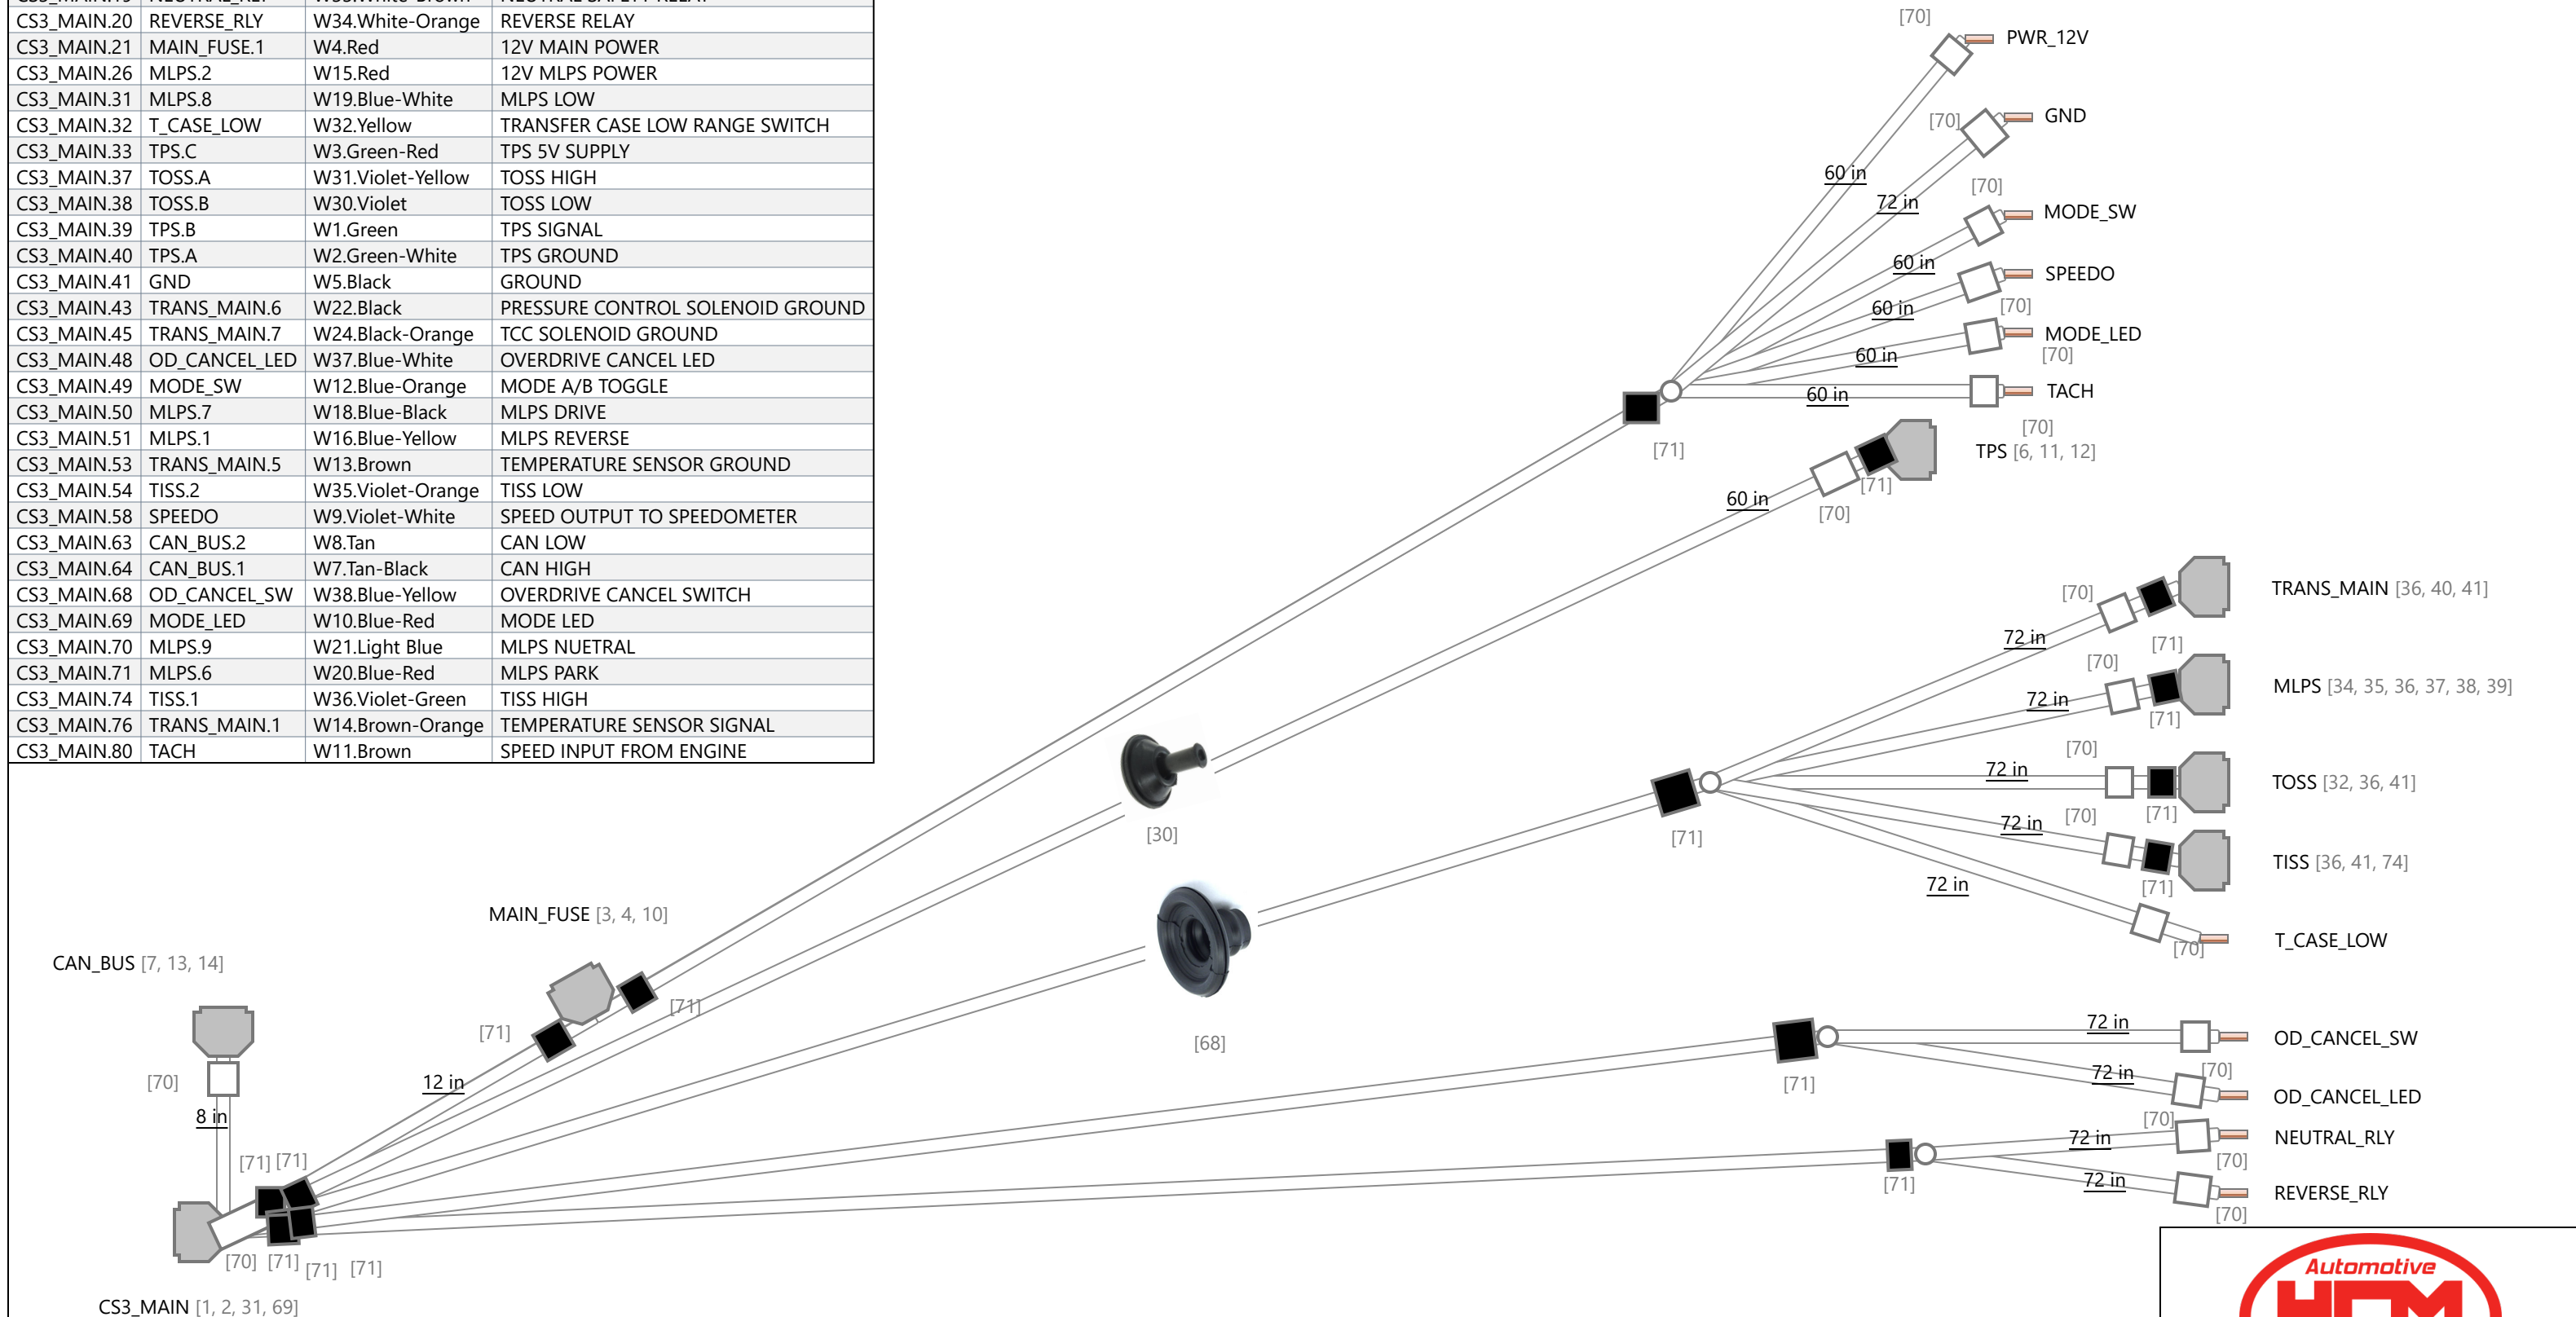 CS3_MAIN.20 REVERSE_RLY W34.White-Orange REVERSE RELAY
CS3_MAIN.21 MAIN_FUSE.1 W4.Red 12V MAIN POWER
CS3_MAIN.26 MLPS.2 W15.Red 12V MLPS POWER
CS3_MAIN.31 MLPS.8 W19.Blue-White MLPS LOW
CS3_MAIN.32 T_CASE_LOW W32.Yellow TRANSFER CASE LOW RANGE SWITCH
CS3_MAIN.33 TPS.C W3.Green-Red TPS 5V SUPPLY
CS3_MAIN.37 TOSS.A W31.Violet-Yellow TOSS HIGH
CS3_MAIN.38 TOSS.B W30.Violet TOSS LOW
CS3_MAIN.39 TPS.B W1.Green TPS SIGNAL
CS3_MAIN.40 TPS.A W2.Green-White TPS GROUND
CS3_MAIN.41 GND W5.Black GROUND
CS3_MAIN.43 TRANS_MAIN.6 W22.Black PRESSURE CONTROL SOLENOID GROUND
CS3_MAIN.45 TRANS_MAIN.7 W24.Black-Orange TCC SOLENOID GROUND
CS3_MAIN.48 OD_CANCEL_LED W37.Blue-White OVERDRIVE CANCEL LED
CS3_MAIN.49 MODE_SW W12.Blue-Orange MODE A/B TOGGLE
CS3_MAIN.50 MLPS.7 W18.Blue-Black MLPS DRIVE
CS3_MAIN.51 MLPS.1 W16.Blue-Yellow MLPS REVERSE
CS3_MAIN.53 TRANS_MAIN.5 W13.Brown TEMPERATURE SENSOR GROUND
CS3_MAIN.54 TISS.2 W35.Violet-Orange TISS LOW
CS3_MAIN.58 SPEEDO W9.Violet-White SPEED OUTPUT TO SPEEDOMETER
CS3_MAIN.63 CAN_BUS.2 W8.Tan CAN LOW
CS3_MAIN.64 CAN_BUS.1 W7.Tan-Black CAN HIGH
CS3_MAIN.68 OD_CANCEL_SW W38.Blue-Yellow OVERDRIVE CANCEL SWITCH
CS3_MAIN.69 MODE_LED W10.Blue-Red MODE LED
CS3_MAIN.70 MLPS.9 W21.Light Blue MLPS NUETRAL
CS3_MAIN.71 MLPS.6 W20.Blue-Red MLPS PARK
CS3_MAIN.74 TISS.1 W36.Violet-Green TISS HIGH
CS3_MAIN.76 TRANS_MAIN.1 W14.Brown-Orange TEMPERATURE SENSOR SIGNAL
CS3_MAIN.80 TACH W11.Brown SPEED INPUT FROM ENGINE
[70]
PWR_12V
[70] GND
60 in
[70]
72 in
MODE_SW
60 in
SPEEDO
[70]
60 in
MODE_LED
[70]
60 in
TACH
60 in
[70]
[71]
TPS [6, 11, 12]
[71]
60 in
[70]
[70]
TRANS_MAIN [36, 40, 41]
72 in
[71]
[70]
MLPS [34, 35, 36, 37, 38, 39]
72 in
[71]
[70]
72 in
TOSS [32, 36, 41]
[70]
[71]
72 in
TISS [36, 41, 74]
[71]
72 in
[70]
T_CASE_LOW
[71]
[30]
[68]
MAIN_FUSE [3, 4, 10]
[71]
[71]
12 in
CAN_BUS [7, 13, 14]
[70]
8 in
72 in
OD_CANCEL_SW
[70]
[71]
72 in
OD_CANCEL_LED
[70]
72 in
NEUTRAL_RLY
[70]
[71]
72 in
REVERSE_RLY
[70]
[71] [71]
[70] [71] [71] [71]
CS3_MAIN [1, 2, 31, 69]
Automotive